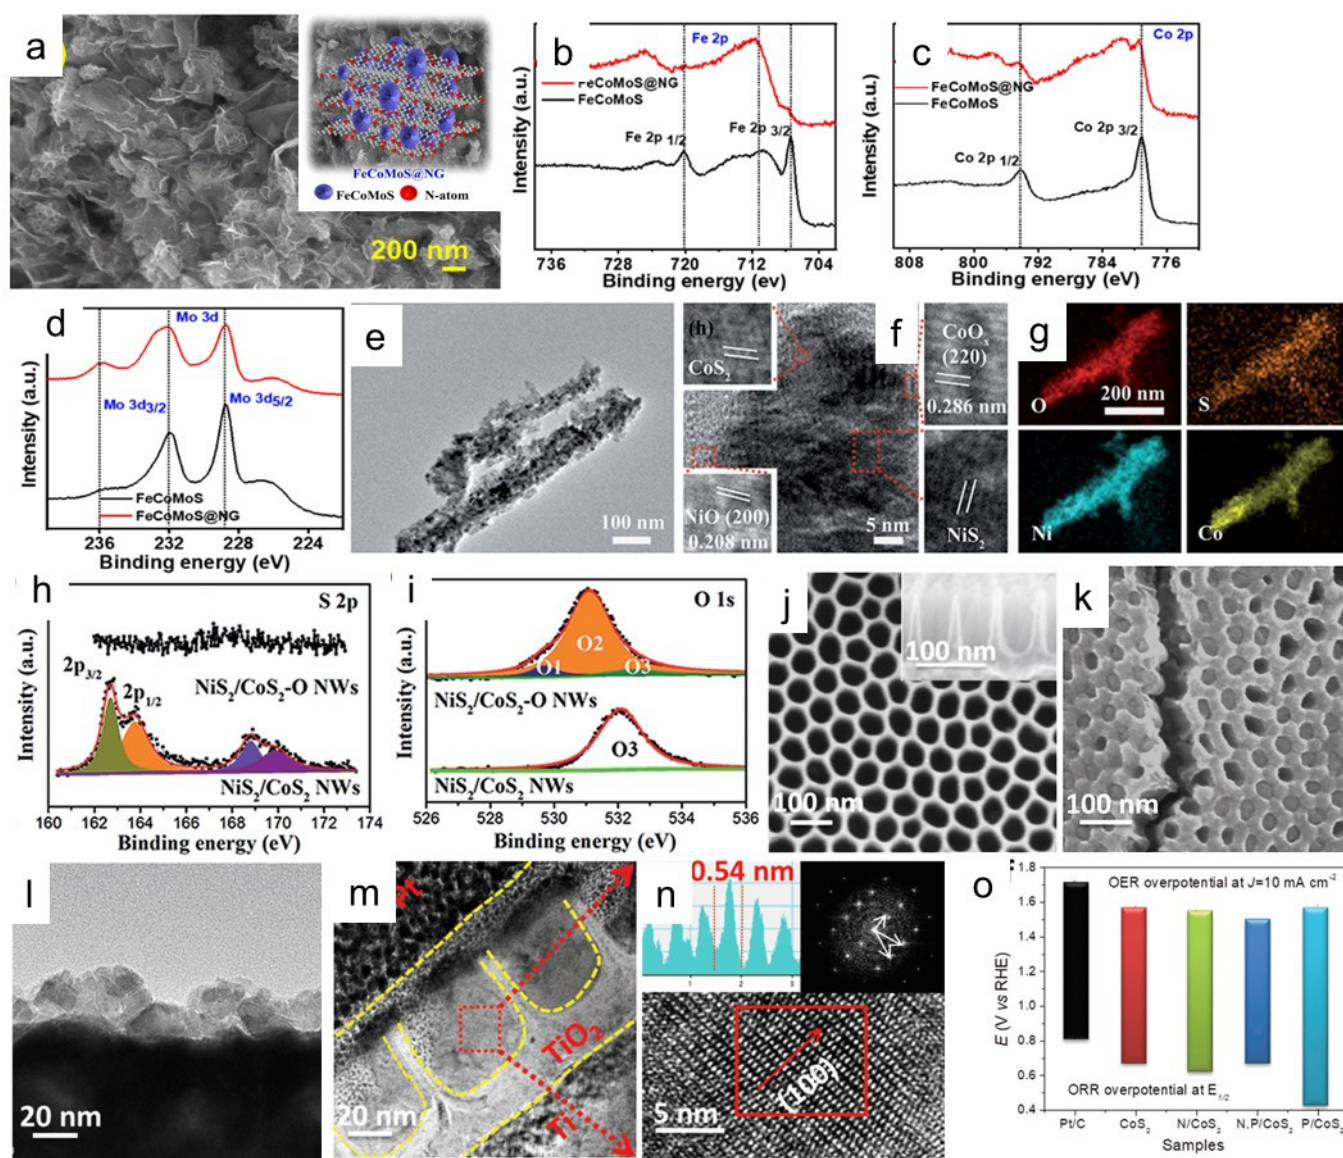 a
FeCoMoS@NG
FeCoMoS N-atom
200 nm
b
Fe 2p
FeCoMoS@NG
FeCoMoS
Fe 2p 1/2
Fe 2p 3/2
Intensity (a.u.)
736 728 720 712 704
Binding energy (eV)
c
Co 2p
FeCoMoS@NG
FeCoMoS
Co 2p 3/2
Co 2p 1/2
Intensity (a.u.)
808 800 792 784 776
Binding energy (eV)
d
Mo 3d
Mo 3d3/2
Mo 3d5/2
FeCoMoS
FeCoMoS@NG
Intensity (a.u.)
236 232 228 224
Binding energy (eV)
e
100 nm
(h)
CoS2
f
CoOx
(220)
0.286 nm
NiO (200)
0.208 nm
5 nm
NiS2
g
O
200 nm
S
Ni
Co
h
S 2p
2p3/2
2p1/2
NiS2/CoS2-O NWs
NiS2/CoS2 NWs
Intensity (a.u.)
160 162 164 168 170 172 174
Binding energy (eV)
i
O 1s
O2
O1
O3
NiS2/CoS2-O NWs
O3
NiS2/CoS2 NWs
Intensity (a.u.)
526 528 530 532 534 536
Binding energy (eV)
j
100 nm
100 nm
k
100 nm
l
20 nm
m
Pt
TiO2
Ti
20 nm
n
0.54 nm
1 2 3
(100)
5 nm
o
OER overpotential at J=10 mA cm-2
ORR overpotential at E1/2
E (V vs RHE)
1.8
1.6
1.4
1.2
1.0
0.8
0.6
0.4
Pt/C CoS2 N/CoS2 N,P/CoS2 P/CoS2
Samples